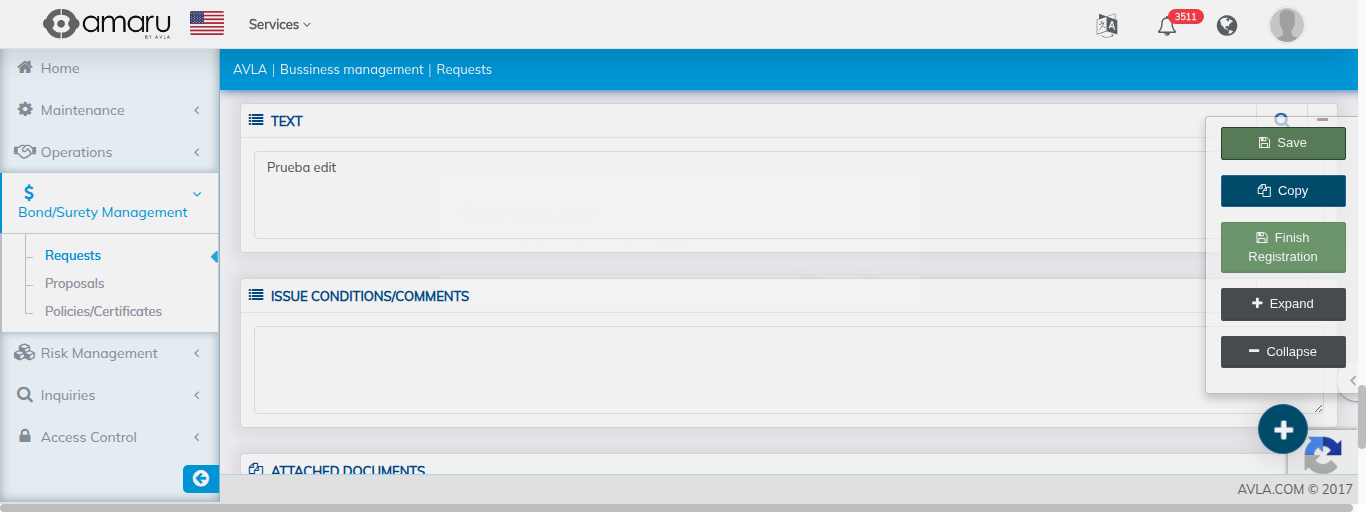 amaru
BY AVLA
Services
3511
Home
Maintenance
Operations
Bond/Surety Management
Requests
Proposals
Policies/Certificates
Risk Management
Inquiries
Access Control
AVLA | Bussiness management | Requests
TEXT
Prueba edit
ISSUE CONDITIONS/COMMENTS
ATTACHED DOCUMENTS
Save
Copy
Finish
Registration
Expand
Collapse
AVLA.COM © 2017